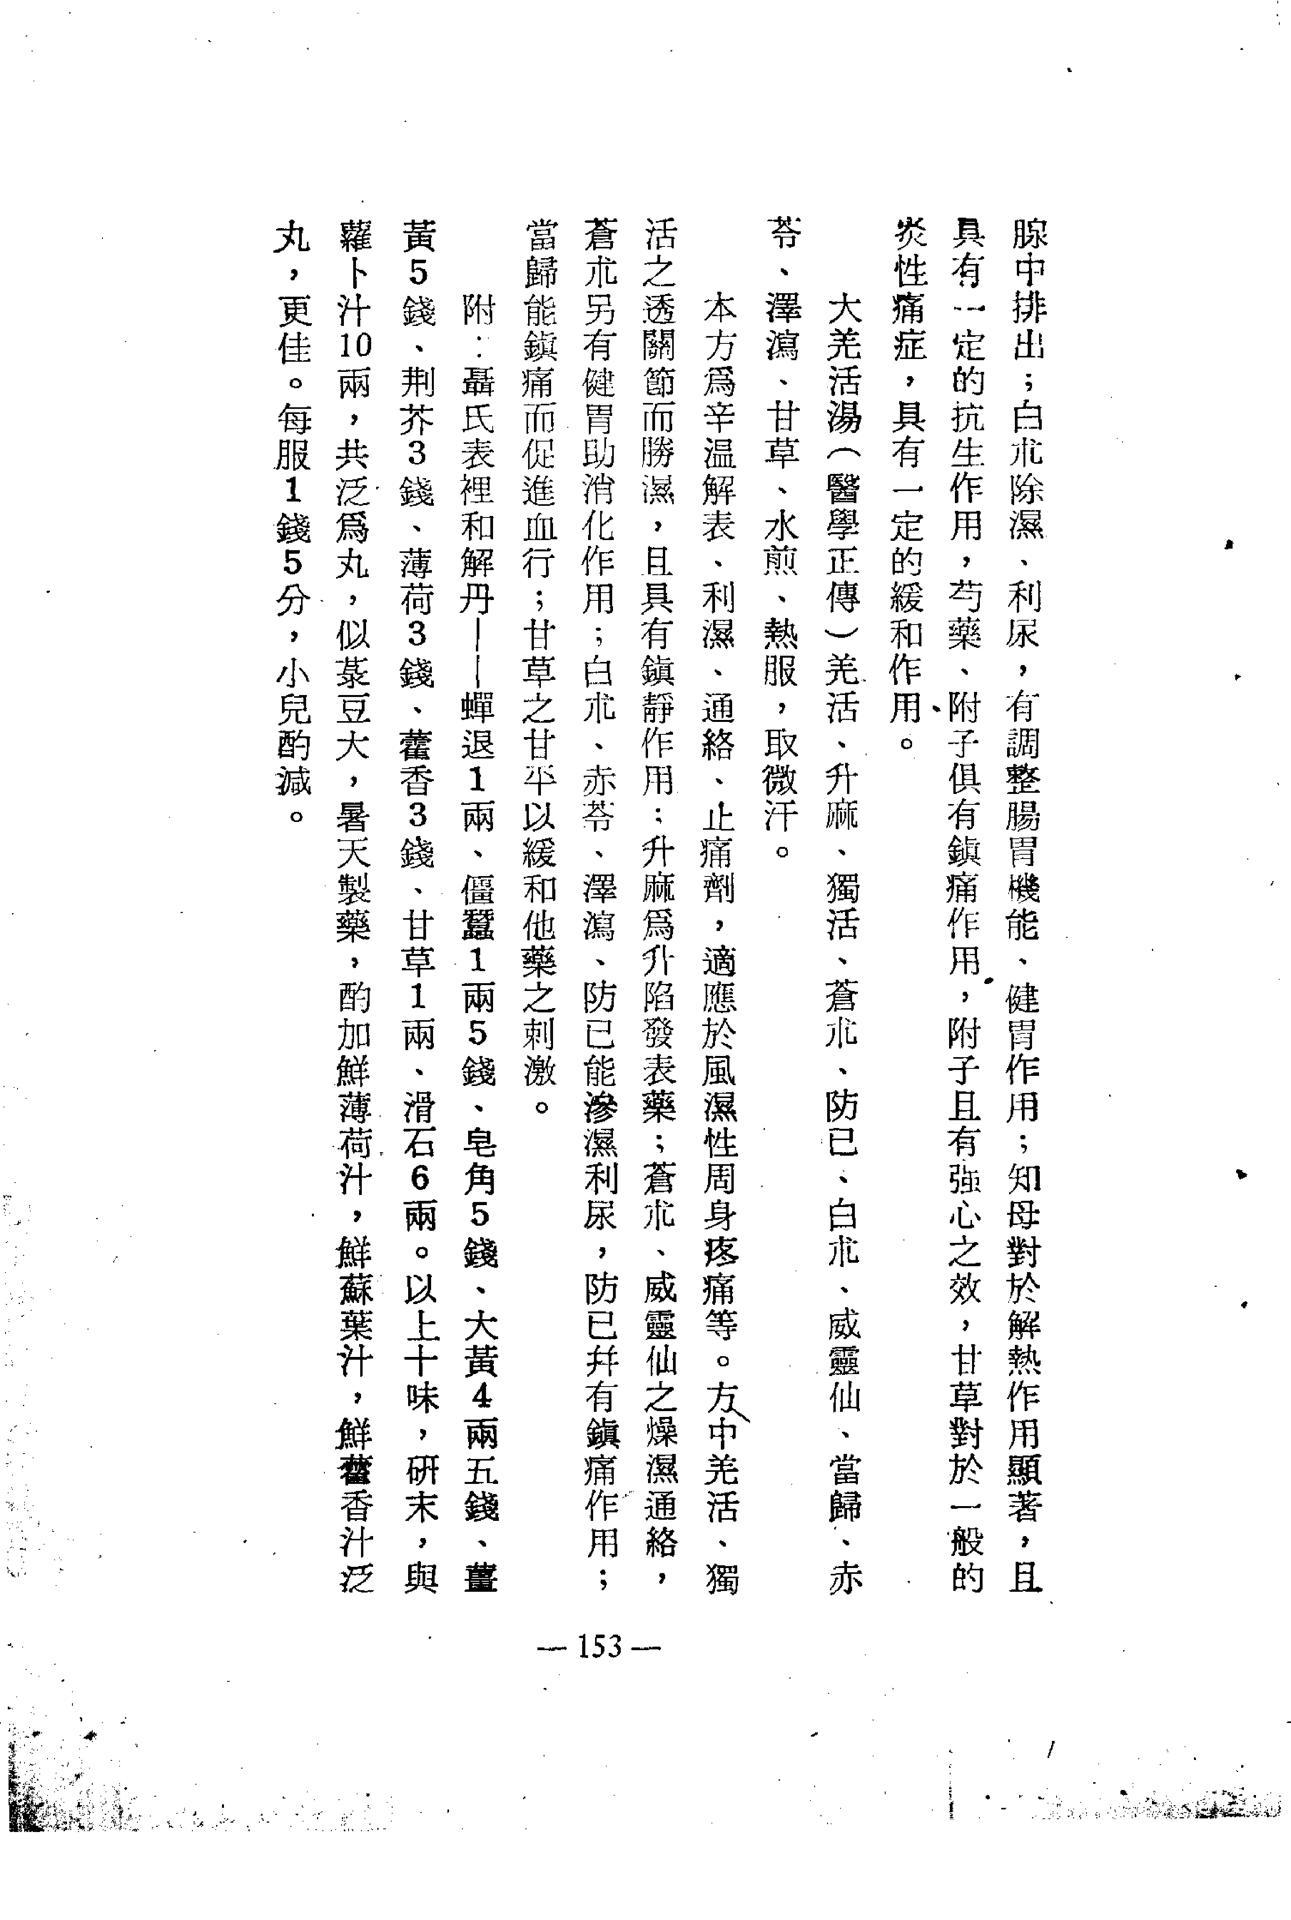 腺中排出；白朮除濕、利尿，有調整腸胃機能、健胃作用；知母對於解熱作用顯著，且
具有一定的抗生作用，芍藥、附子俱有鎮痛作用，附子且有强心之效，甘草對於一般的
炎性痛症，具有一定的緩和作用。
大羌活湯（醫學正傳）羌活、升麻、獨活、蒼朮、防已、白朮、威靈仙、當歸、赤
苓、澤瀉、甘草、水煎、熱服，取微汗。
本方爲辛温解表、利濕、通絡、止痛劑，適應於風濕性周身疼痛等。方中羌活、獨
活之透關節而勝濕，且具有鎮靜作用；升麻爲升陷發表藥；蒼朮、威靈仙之燥濕通絡，
蒼朮另有健胃助消化作用；白朮、赤苓、澤瀉、防已能滲濕利尿，防已幷有鎮痛作用；
當歸能鎮痛而促進血行；甘草之甘平以緩和他藥之刺激。
附：聶氏表裡和解丹——蟬退1兩、僵蠶1兩5錢、皂角5錢、大黃4兩五錢、薑
黃5錢、荆芥3錢、薄荷3錢、藿香3錢、甘草1兩、滑石6兩。以上十味，研末，與
蘿卜汁10兩，共泛爲丸，似菉豆大，暑天製藥，酌加鮮薄荷汁，鮮蘇葉汁，鮮藿香汁泛
丸，更佳。每服1錢5分，小兒酌減。
— 153 —